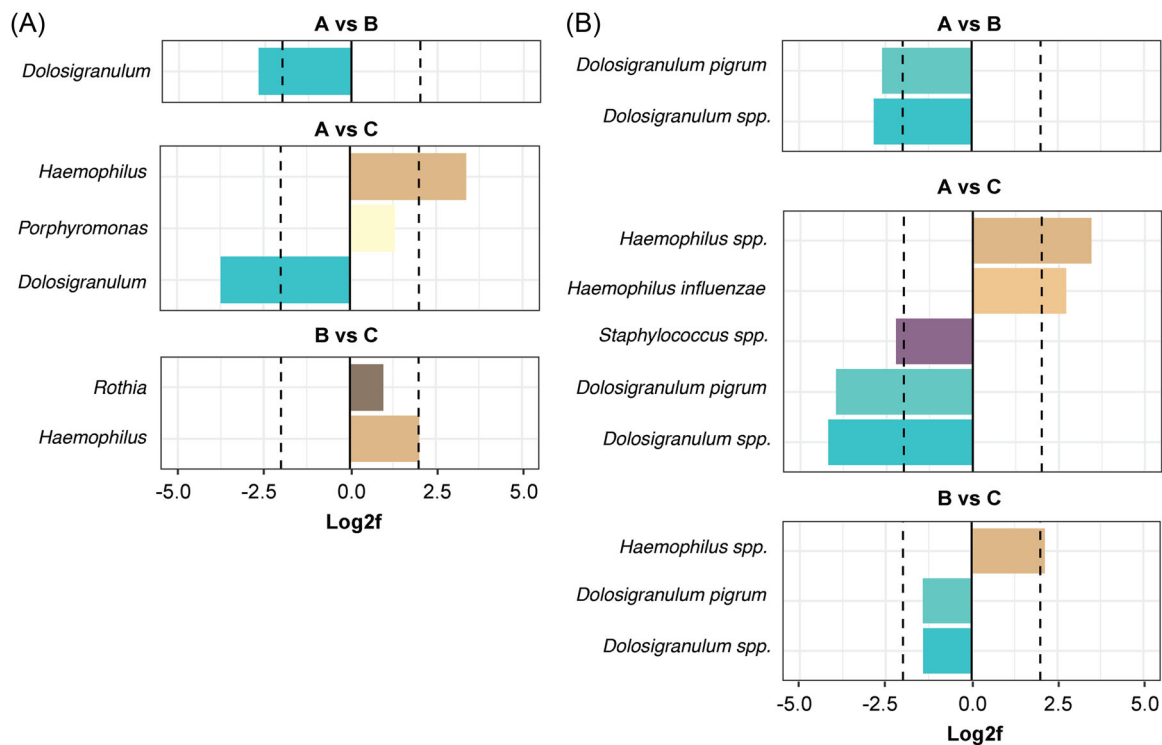 (A)
A vs B
Dolosigranulum
A vs C
Haemophilus
Porphyromonas
Dolosigranulum
B vs C
Rothia
Haemophilus
-5.0 -2.5 0.0 2.5 5.0
Log2f
(B)
A vs B
Dolosigranulum pigrum
Dolosigranulum spp.
A vs C
Haemophilus spp.
Haemophilus influenzae
Staphylococcus spp.
Dolosigranulum pigrum
Dolosigranulum spp.
B vs C
Haemophilus spp.
Dolosigranulum pigrum
Dolosigranulum spp.
-5.0 -2.5 0.0 2.5 5.0
Log2f